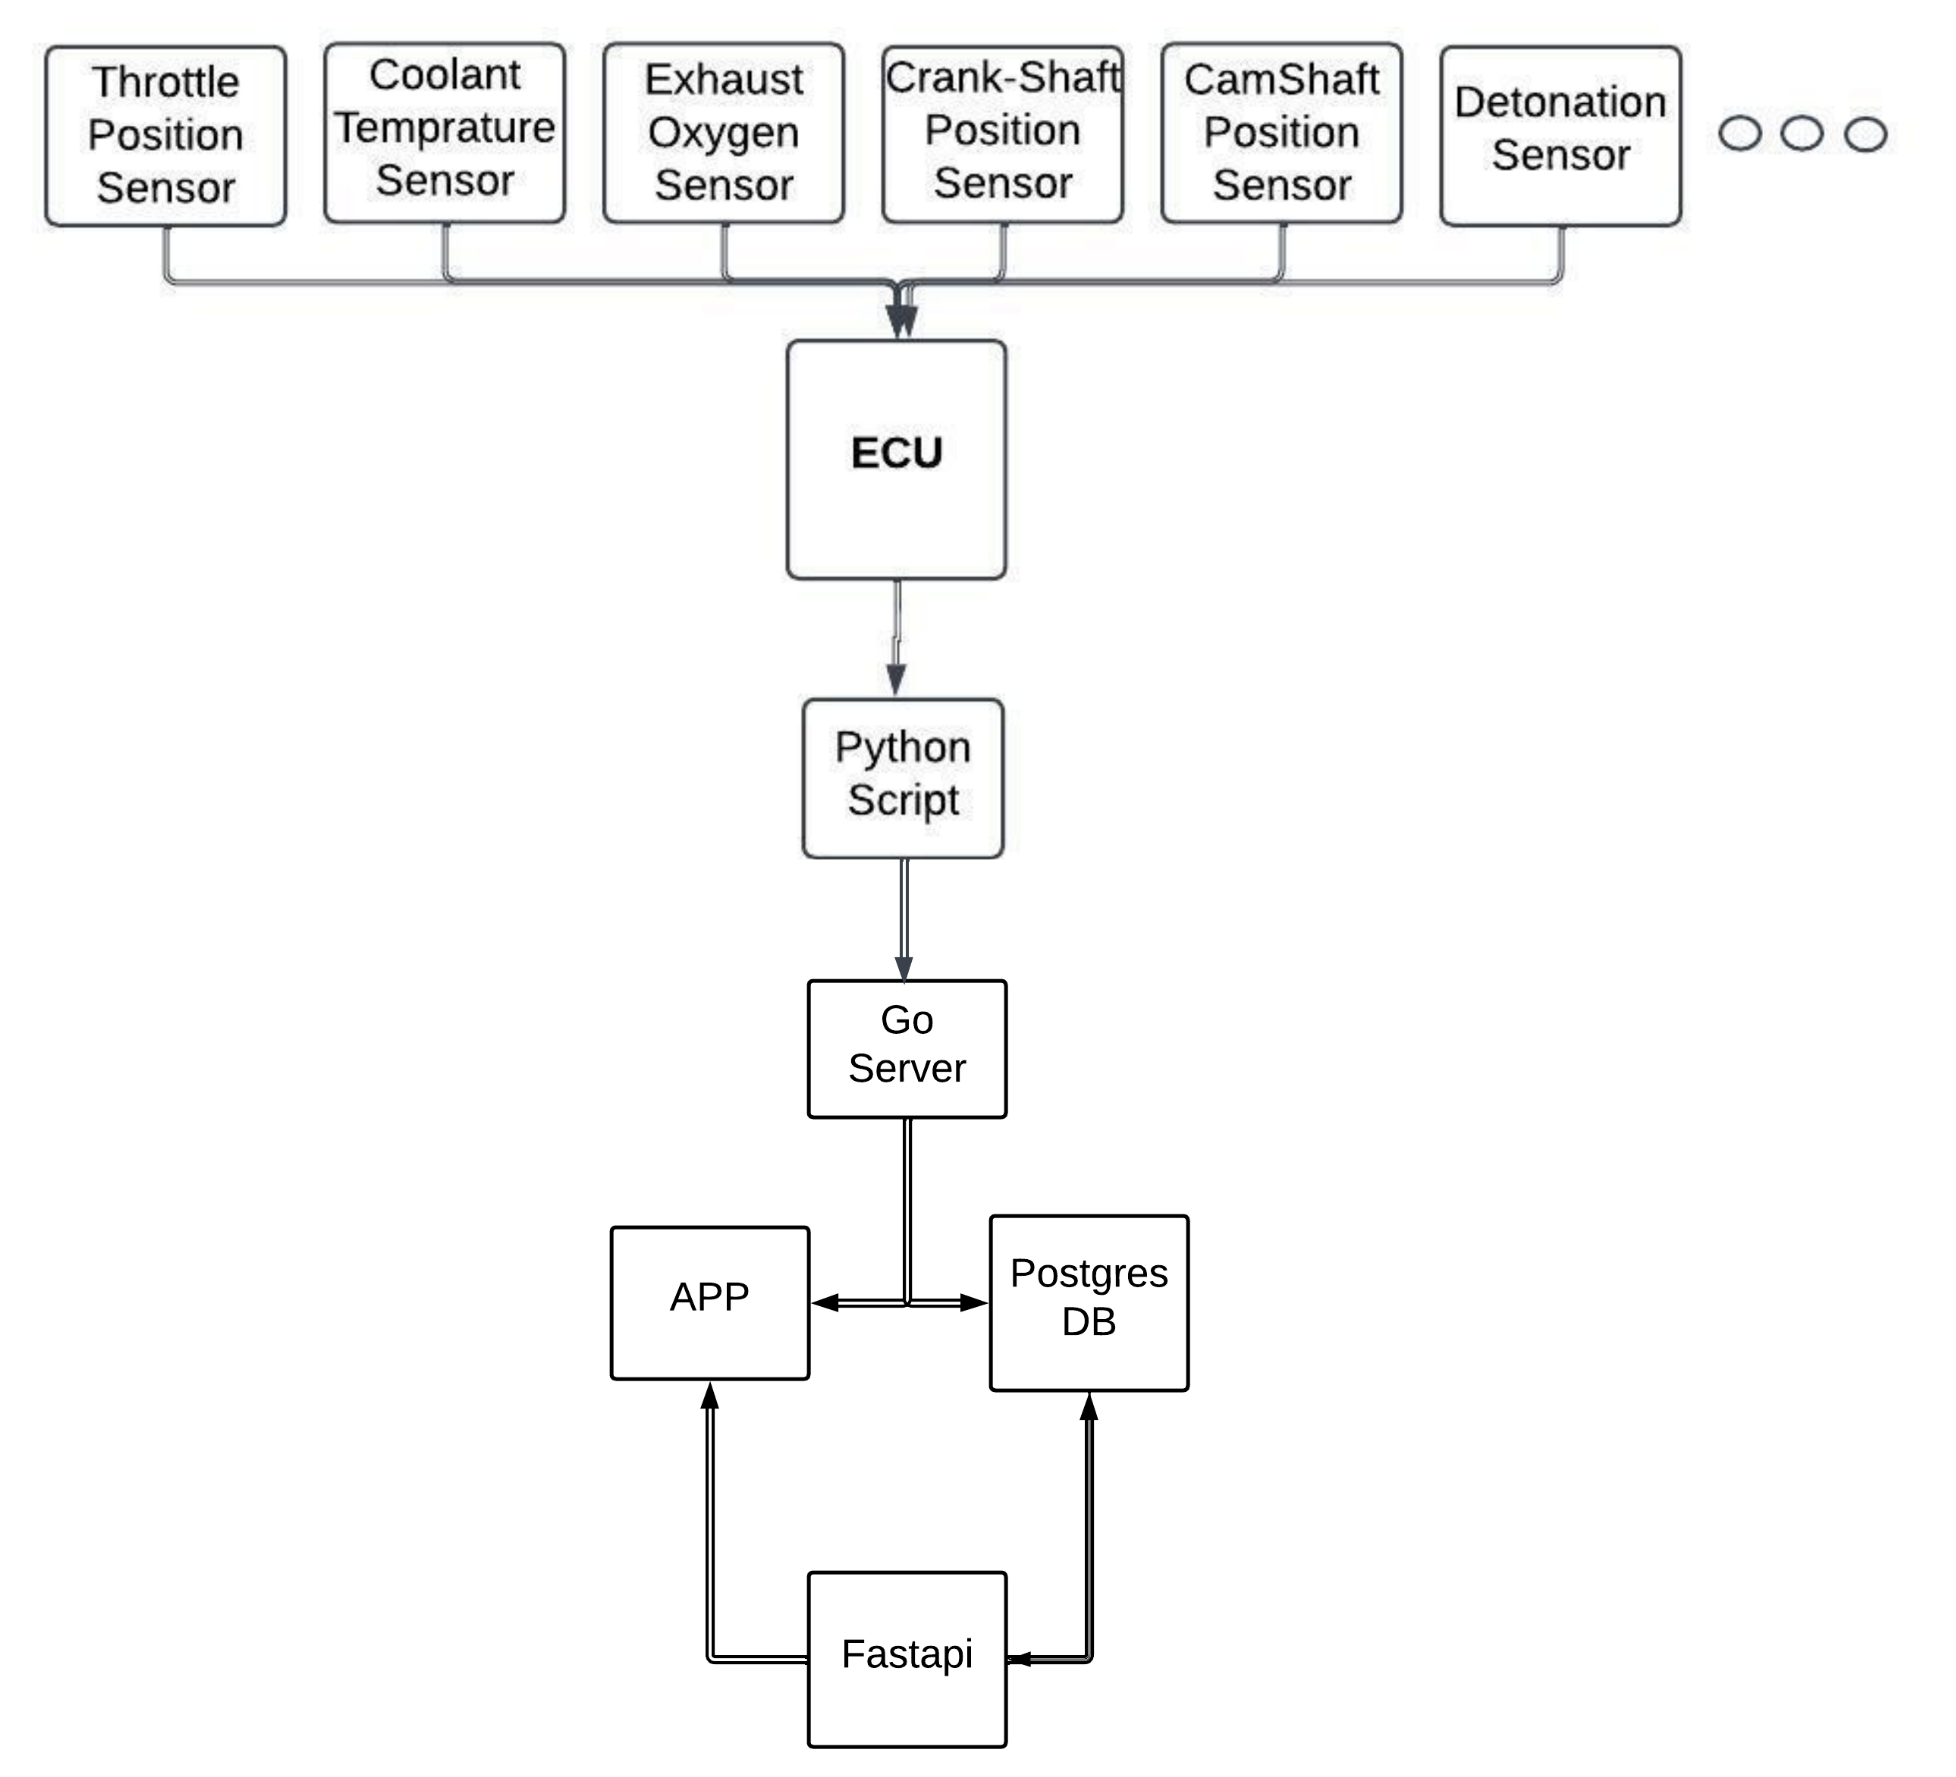 Throttle
Position
Sensor
Coolant
Temprature
Sensor
Exhaust
Oxygen
Sensor
Crank-Shaft
Position
Sensor
CamShaft
Position
Sensor
Detonation
Sensor
ECU
Python
Script
Go
Server
APP
Postgres
DB
Fastapi